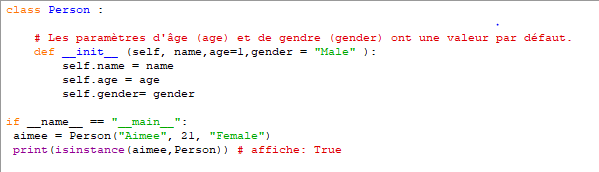 class Person :
# Les paramètres d'âge (age) et de gendre (gender) ont une valeur par défaut.
def __init__ (self, name,age=1,gender = "Male" ):
self.name = name
self.age = age
self.gender= gender
if __name__ == "__main__":
aimee = Person("Aimee", 21, "Female")
print(isinstance(aimee,Person)) # affiche: True